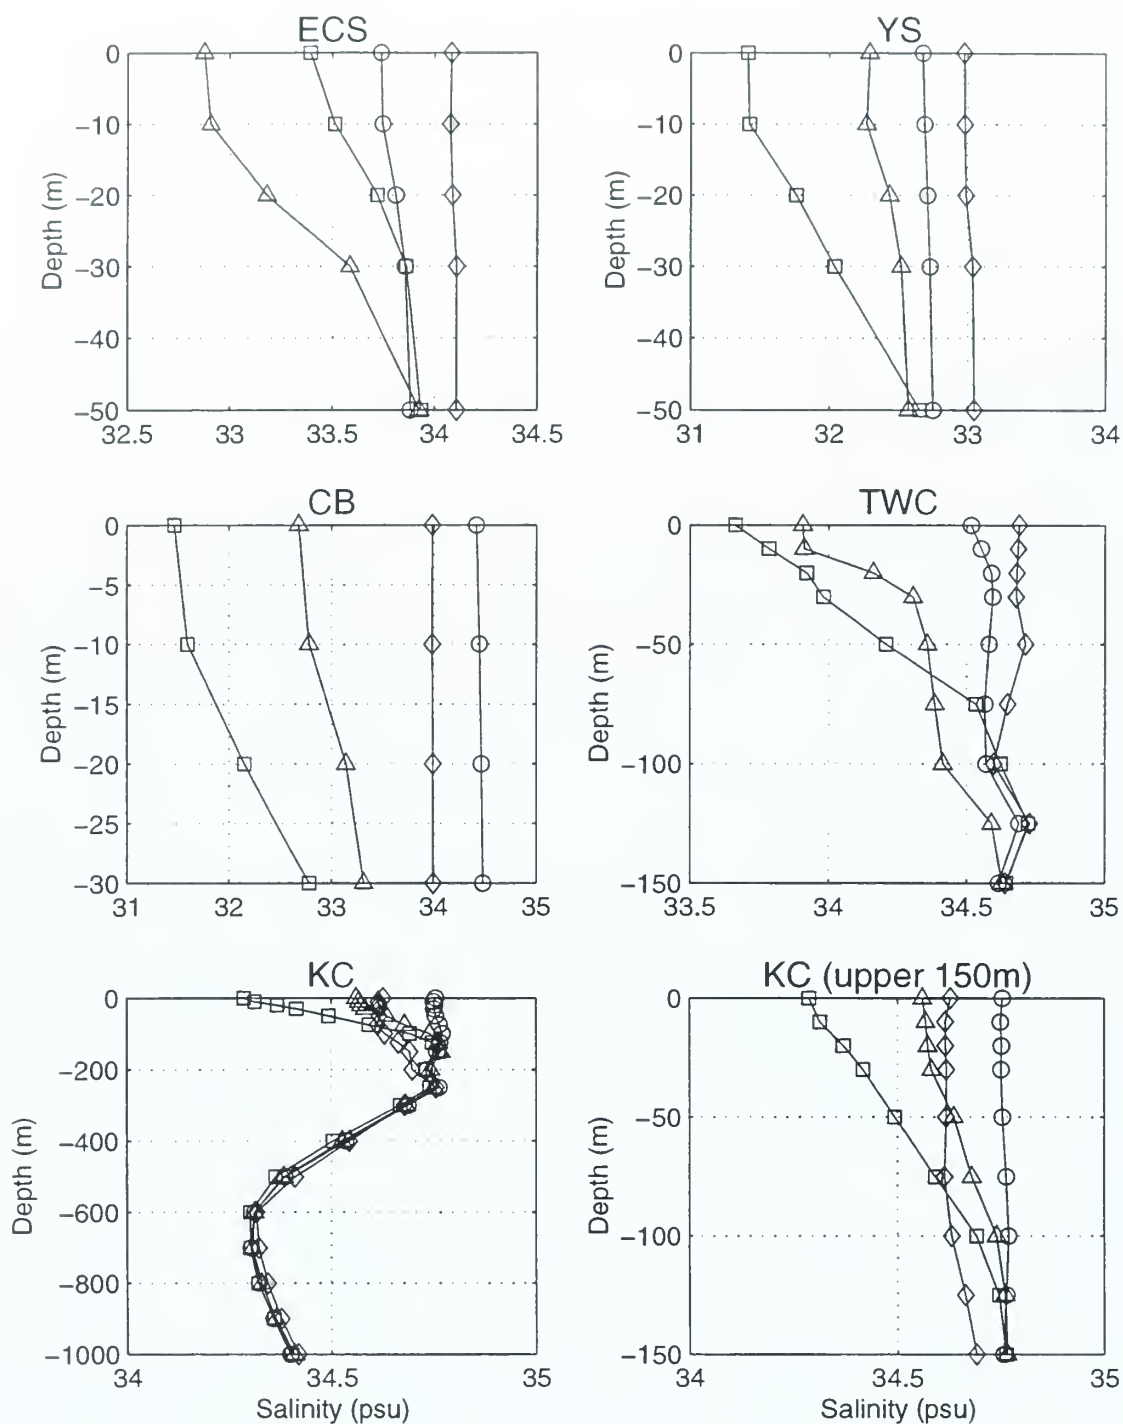 ECS
0
−10
−20
−30
−40
−50
Depth (m)
32.5 33 33.5 34 34.5
YS
0
−10
−20
−30
−40
−50
Depth (m)
31 32 33 34
CB
0
−5
−10
−15
−20
−25
−30
Depth (m)
31 32 33 34 35
TWC
0
−50
−100
−150
Depth (m)
33.5 34 34.5 35
KC
0
−200
−400
−600
−800
−1000
Depth (m)
34 34.5 35
Salinity (psu)
KC (upper 150m)
0
−50
−100
−150
Depth (m)
34 34.5 35
Salinity (psu)